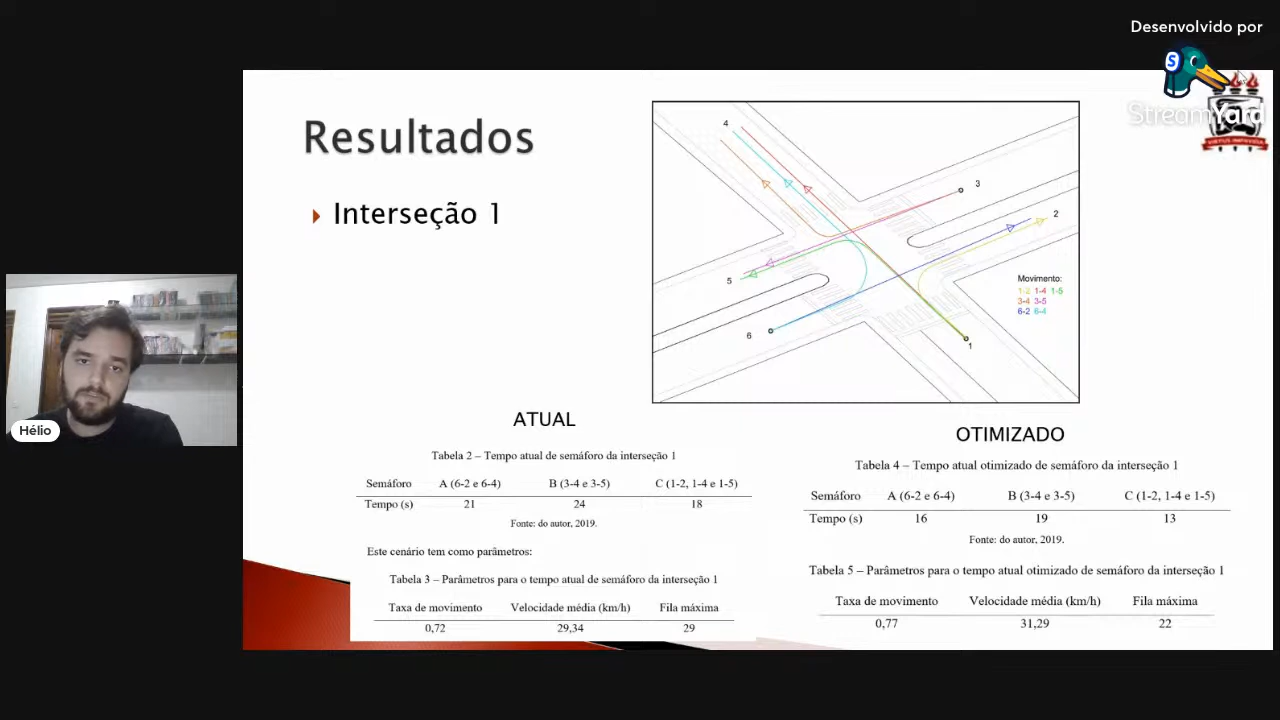 Desenvolvido por
S
StreamYard
Resultados
Interseção 1
4
3
2
5
6
1
Movimento:
1-2 1-4 1-5
3-4 3-5
6-2 6-4
Hélio
ATUAL
Tabela 2 – Tempo atual de semáforo da interseção 1
Semáforo A (6-2 e 6-4) B (3-4 e 3-5) C (1-2, 1-4 e 1-5)
Tempo (s) 21 24 18
Fonte: do autor, 2019.
Este cenário tem como parâmetros:
Tabela 3 – Parâmetros para o tempo atual de semáforo da interseção 1
Taxa de movimento Velocidade média (km/h) Fila máxima
0,72 29,34 29
OTIMIZADO
Tabela 4 – Tempo atual otimizado de semáforo da interseção 1
Semáforo A (6-2 e 6-4) B (3-4 e 3-5) C (1-2, 1-4 e 1-5)
Tempo (s) 16 19 13
Fonte: do autor, 2019.
Tabela 5 – Parâmetros para o tempo atual otimizado de semáforo da interseção 1
Taxa de movimento Velocidade média (km/h) Fila máxima
0,77 31,29 22